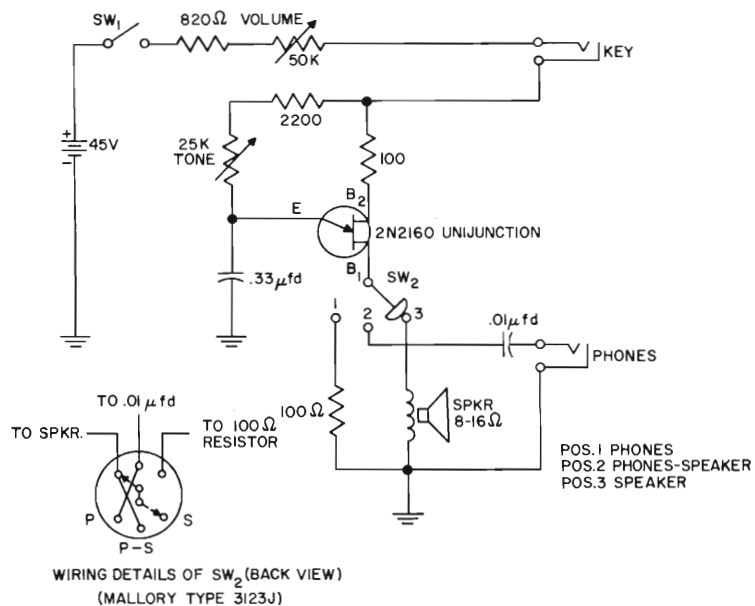 SW1
820Ω VOLUME
50K
KEY
2200
25K
TONE
100
+
45V
-
B2
E
2N2160 UNIJUNCTION
B1
SW2
.33µfd
1
2
3
.01µfd
PHONES
100Ω
SPKR
8-16Ω
TO .01µfd
TO SPKR.
TO 100Ω
RESISTOR
P
S
P-S
POS.1 PHONES
POS.2 PHONES-SPEAKER
POS.3 SPEAKER
WIRING DETAILS OF SW2 (BACK VIEW)
(MALLORY TYPE 3123J)